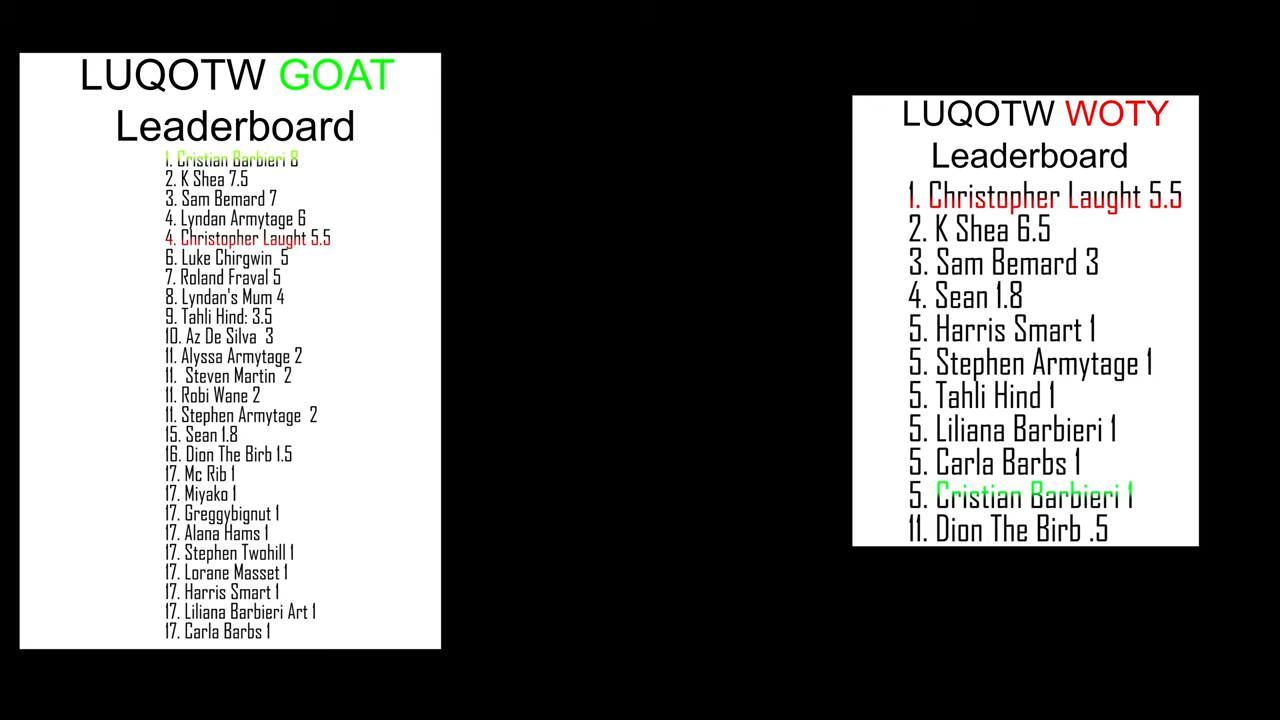 LUQOTW GOAT
Leaderboard
1. Cristian Barbieri 8
2. K Shea 7.5
3. Sam Bemard 7
4. Lyndan Armytage 6
4. Christopher Laught 5.5
6. Luke Chirgwin 5
7. Roland Fraval 5
8. Lyndan's Mum 4
9. Tahli Hind: 3.5
10. Az De Silva 3
11. Alyssa Armytage 2
11. Steven Martin 2
11. Robi Wane 2
11. Stephen Armytage 2
15. Sean 1.8
16. Dion The Birb 1.5
17. Mc Rib 1
17. Miyako 1
17. Greggybignut 1
17. Alana Hams 1
17. Stephen Twohill 1
17. Lorane Masset 1
17. Harris Smart 1
17. Liliana Barbieri Art 1
17. Carla Barbs 1
LUQOTW WOTY
Leaderboard
1. Christopher Laught 5.5
2. K Shea 6.5
3. Sam Bemard 3
4. Sean 1.8
5. Harris Smart 1
5. Stephen Armytage 1
5. Tahli Hind 1
5. Liliana Barbieri 1
5. Carla Barbs 1
5. Cristian Barbieri 1
11. Dion The Birb .5